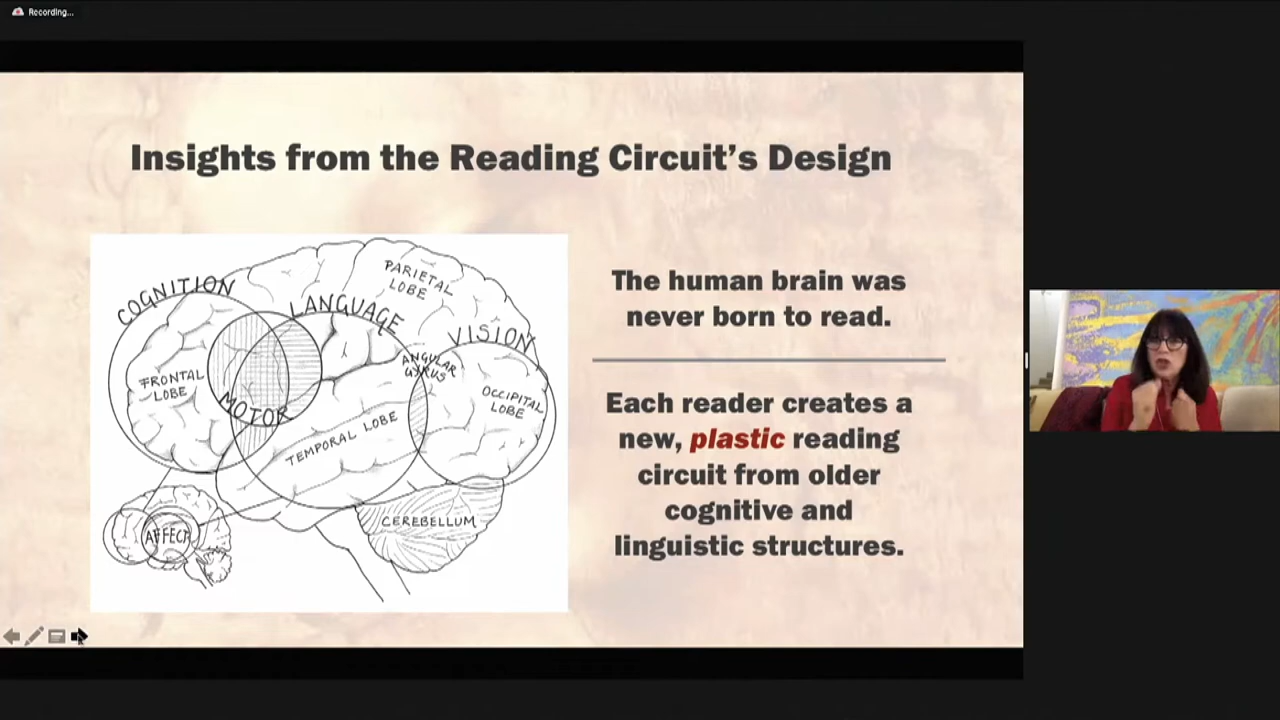 Recording...
Insights from the Reading Circuit's Design
COGNITION
LANGUAGE
PARIETAL
LOBE
VISION
ANGULAR
GYRUS
FRONTAL
LOBE
MOTOR
OCCIPITAL
LOBE
TEMPORAL LOBE
CEREBELLUM
AFFECT
The human brain was
never born to read.
Each reader creates a
new, plastic reading
circuit from older
cognitive and
linguistic structures.